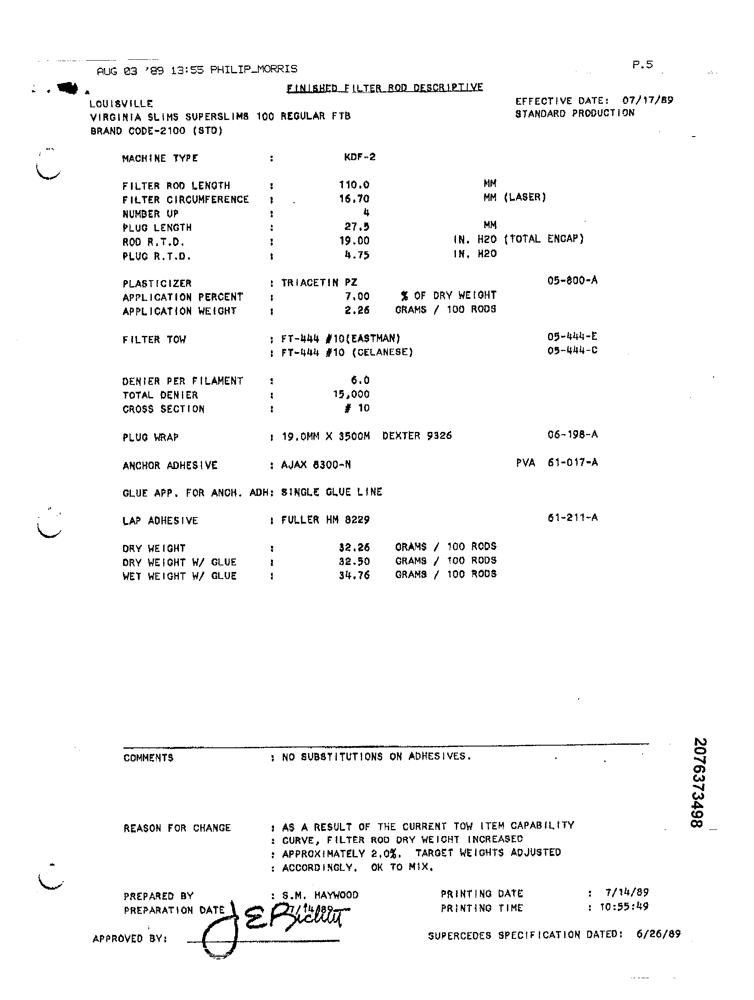 AUG 03 '89 13:55 PHILIP_MORRIS P.5
FINISHED FILTER ROD DESCRIPTIVE
LOUISVILLE EFFECTIVE DATE: 07/17/89
VIRGINIA SLIMS SUPERSLIMS 100 REGULAR FTB STANDARD PRODUCTION
BRAND CODE-2100 (STD)
MACHINE TYPE : KDF-2
FILTER ROD LENGTH : 110.0 MM
FILTER CIRCUMFERENCE : 16.70 MM (LASER)
NUMBER UP : 4
PLUG LENGTH : 27.5 MM
ROD R.T.D. : 19.00 IN. H2O (TOTAL ENCAP)
PLUG R.T.D. : 4.75 IN. H2O
PLASTICIZER : TRIACETIN PZ 05-800-A
APPLICATION PERCENT : 7.00 % OF DRY WEIGHT
APPLICATION WEIGHT : 2.26 GRAMS / 100 RODS
FILTER TOW : FT-444 #10(EASTMAN) 05-444-E
: FT-444 #10 (CELANESE) 05-444-C
DENIER PER FILAMENT : 6.0
TOTAL DENIER : 15,000
CROSS SECTION : # 10
PLUG WRAP : 19.0MM X 3500M DEXTER 9326 06-198-A
ANCHOR ADHESIVE : AJAX 8300-N PVA 61-017-A
GLUE APP. FOR ANCH. ADH: SINGLE GLUE LINE
LAP ADHESIVE : FULLER HM 8229 61-211-A
DRY WEIGHT : 32.26 GRAMS / 100 RODS
DRY WEIGHT W/ GLUE : 32.50 GRAMS / 100 RODS
WET WEIGHT W/ GLUE : 34.76 GRAMS / 100 RODS
COMMENTS : NO SUBSTITUTIONS ON ADHESIVES.
2076373498
REASON FOR CHANGE : AS A RESULT OF THE CURRENT TOW ITEM CAPABILITY
: CURVE, FILTER ROD DRY WEIGHT INCREASED
: APPROXIMATELY 2.0%. TARGET WEIGHTS ADJUSTED
: ACCORDINGLY. OK TO MIX.
PREPARED BY : S.M. HAYWOOD PRINTING DATE : 7/14/89
PREPARATION DATE : 7/14/89 PRINTING TIME : 10:55:49
APPROVED BY: SUPERCEDES SPECIFICATION DATED: 6/26/89